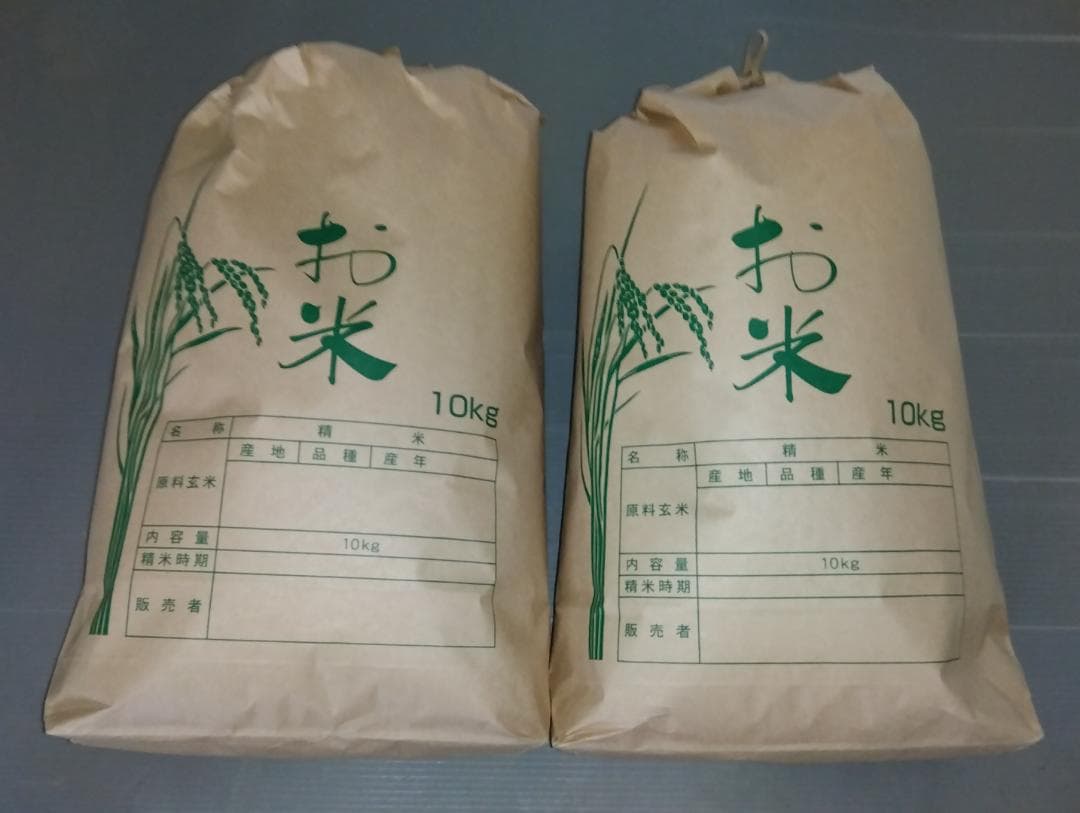 お
米
10kg
名称 精米
産地 品種 産年
原料玄米
内容量 10kg
精米時期
販売者
お
米
10kg
名称 精米
産地 品種 産年
原料玄米
内容量 10kg
精米時期
販売者